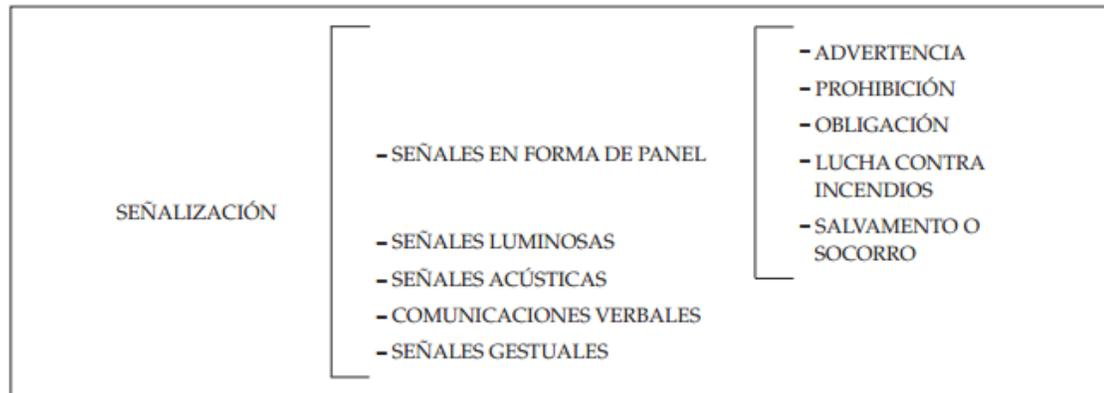 SEÑALIZACIÓN
– SEÑALES EN FORMA DE PANEL
– ADVERTENCIA
– PROHIBICIÓN
– OBLIGACIÓN
– LUCHA CONTRA
INCENDIOS
– SALVAMENTO O
SOCORRO
– SEÑALES LUMINOSAS
– SEÑALES ACÚSTICAS
– COMUNICACIONES VERBALES
– SEÑALES GESTUALES